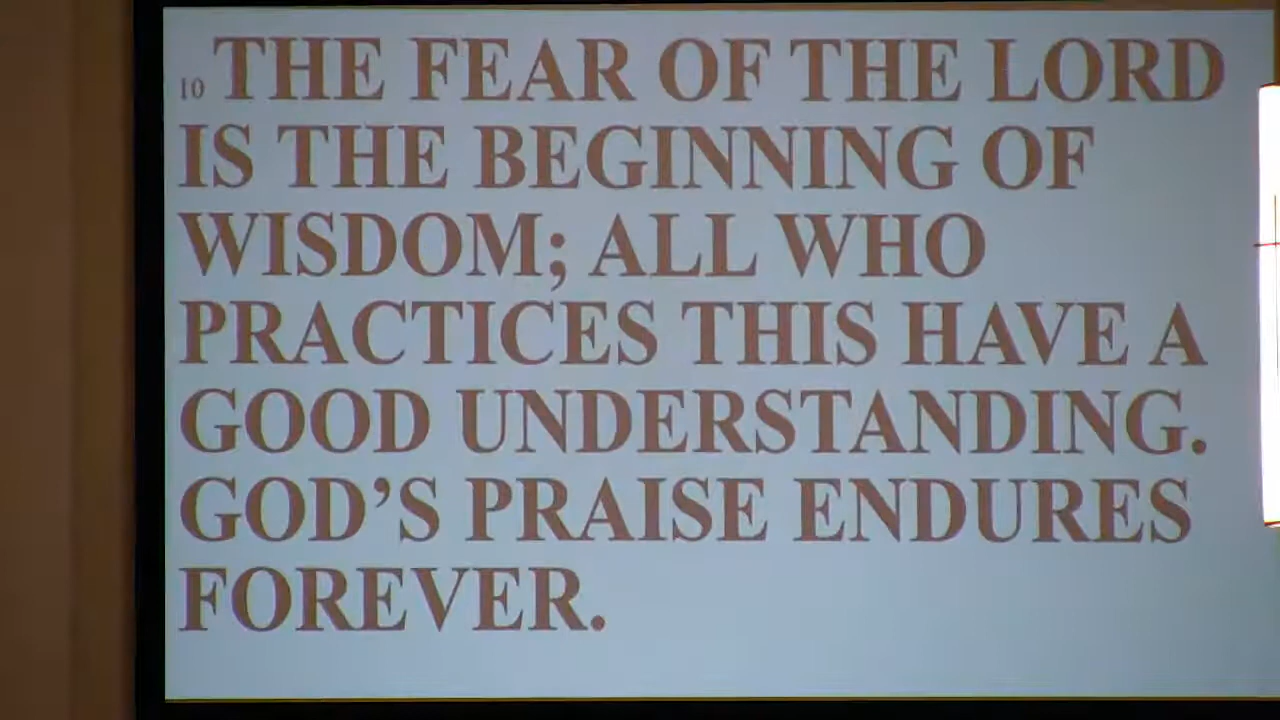 10 THE FEAR OF THE LORD
IS THE BEGINNING OF
WISDOM; ALL WHO
PRACTICES THIS HAVE A
GOOD UNDERSTANDING.
GOD’S PRAISE ENDURES
FOREVER.